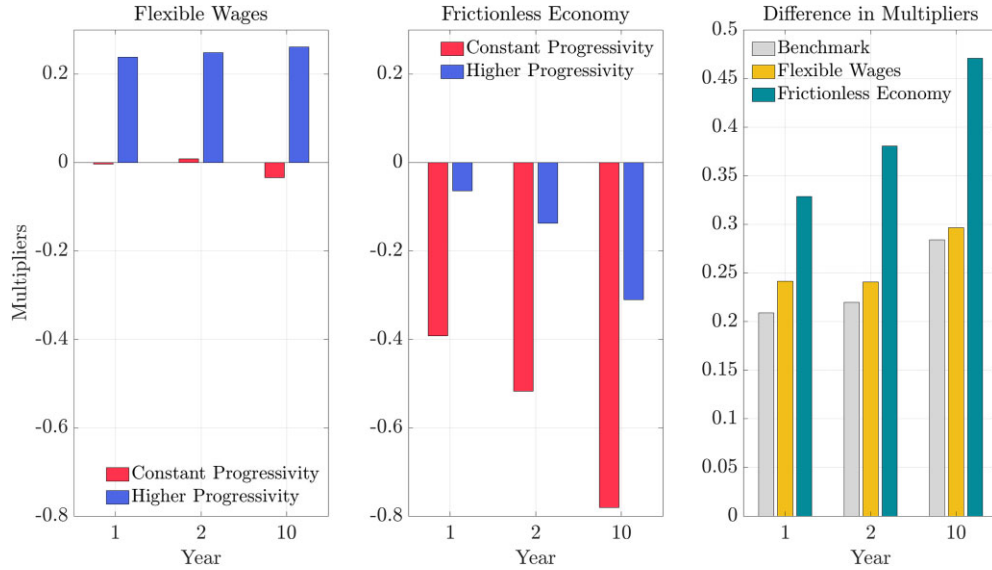 Flexible Wages
Multipliers
0.2
0
-0.2
-0.4
-0.6
-0.8
Constant Progressivity
Higher Progressivity
1 2 10
Year
Frictionless Economy
Constant Progressivity
Higher Progressivity
0.2
0
-0.2
-0.4
-0.6
-0.8
1 2 10
Year
Difference in Multipliers
Benchmark
Flexible Wages
Frictionless Economy
0.5
0.45
0.4
0.35
0.3
0.25
0.2
0.15
0.1
0.05
0
1 2 10
Year